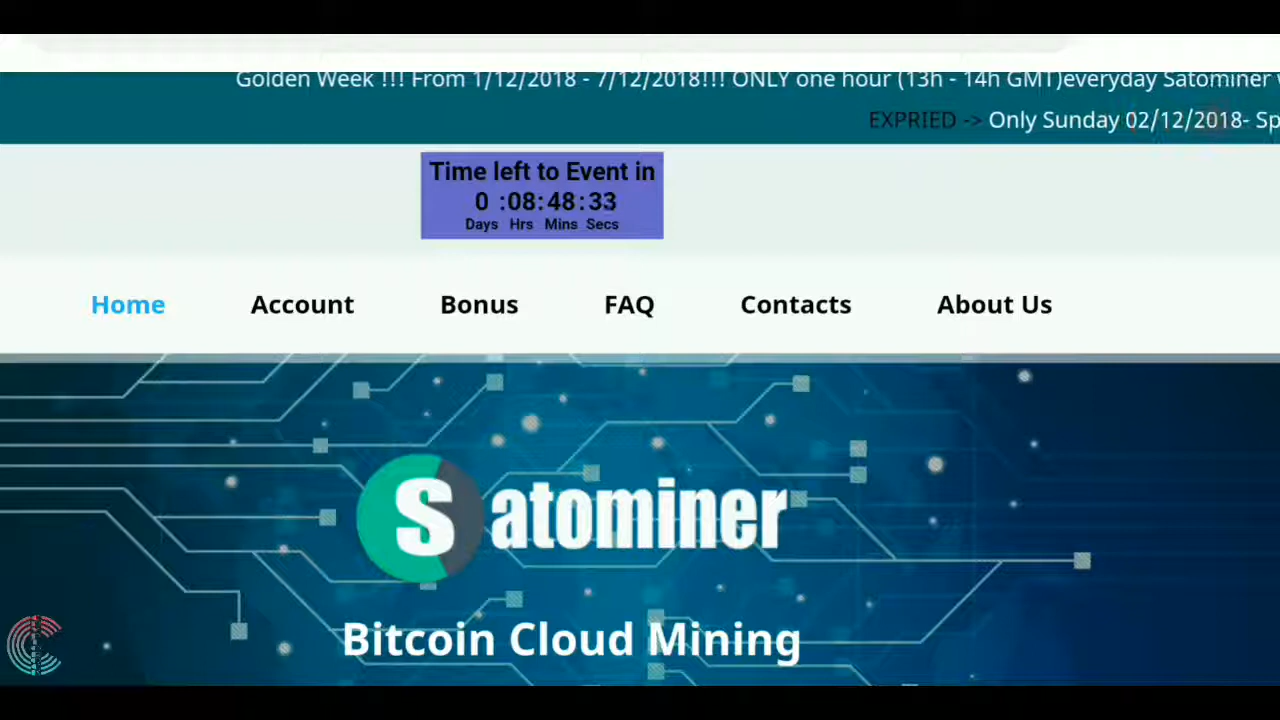 Golden Week !!! From 1/12/2018 - 7/12/2018!!! ONLY one hour (13h - 14h GMT)everyday Satominer
EXPRIED -> Only Sunday 02/12/2018- Sp
Time left to Event in
0 :08:48:33
Days Hrs Mins Secs
Home Account Bonus FAQ Contacts About Us
Satominer
Bitcoin Cloud Mining